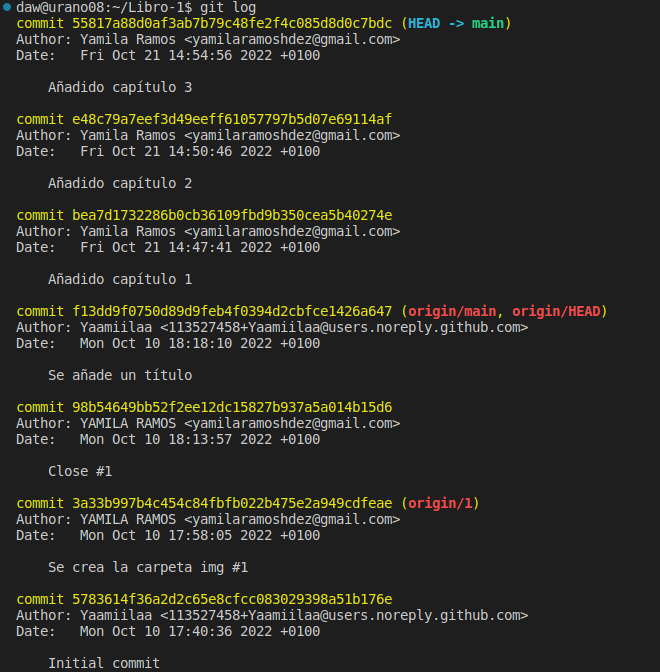 daw@urano08:~/Libro-1$ git log
commit 55817a88d0af3ab7b79c48fe2f4c085d8d0c7bdc (HEAD -> main)
Author: Yamila Ramos <yamilaramoshdez@gmail.com>
Date:   Fri Oct 21 14:54:56 2022 +0100
Añadido capítulo 3
commit e48c79a7eef3d49eeff61057797b5d07e69114af
Author: Yamila Ramos <yamilaramoshdez@gmail.com>
Date:   Fri Oct 21 14:50:46 2022 +0100
Añadido capítulo 2
commit bea7d1732286b0cb36109fbd9b350cea5b40274e
Author: Yamila Ramos <yamilaramoshdez@gmail.com>
Date:   Fri Oct 21 14:47:41 2022 +0100
Añadido capítulo 1
commit f13dd9f0750d89d9feb4f0394d2cbfce1426a647 (origin/main, origin/HEAD)
Author: Yaamiilaa <113527458+Yaamiilaa@users.noreply.github.com>
Date:   Mon Oct 10 18:18:10 2022 +0100
Se añade un título
commit 98b54649bb52f2ee12dc15827b937a5a014b15d6
Author: YAMILA RAMOS <yamilaramoshdez@gmail.com>
Date:   Mon Oct 10 18:13:57 2022 +0100
Close #1
commit 3a33b997b4c454c84fbfb022b475e2a949cdfeae (origin/1)
Author: YAMILA RAMOS <yamilaramoshdez@gmail.com>
Date:   Mon Oct 10 17:58:05 2022 +0100
Se crea la carpeta img #1
commit 5783614f36a2d2c65e8cfcc083029398a51b176e
Author: Yaamiilaa <113527458+Yaamiilaa@users.noreply.github.com>
Date:   Mon Oct 10 17:40:36 2022 +0100
Initial commit